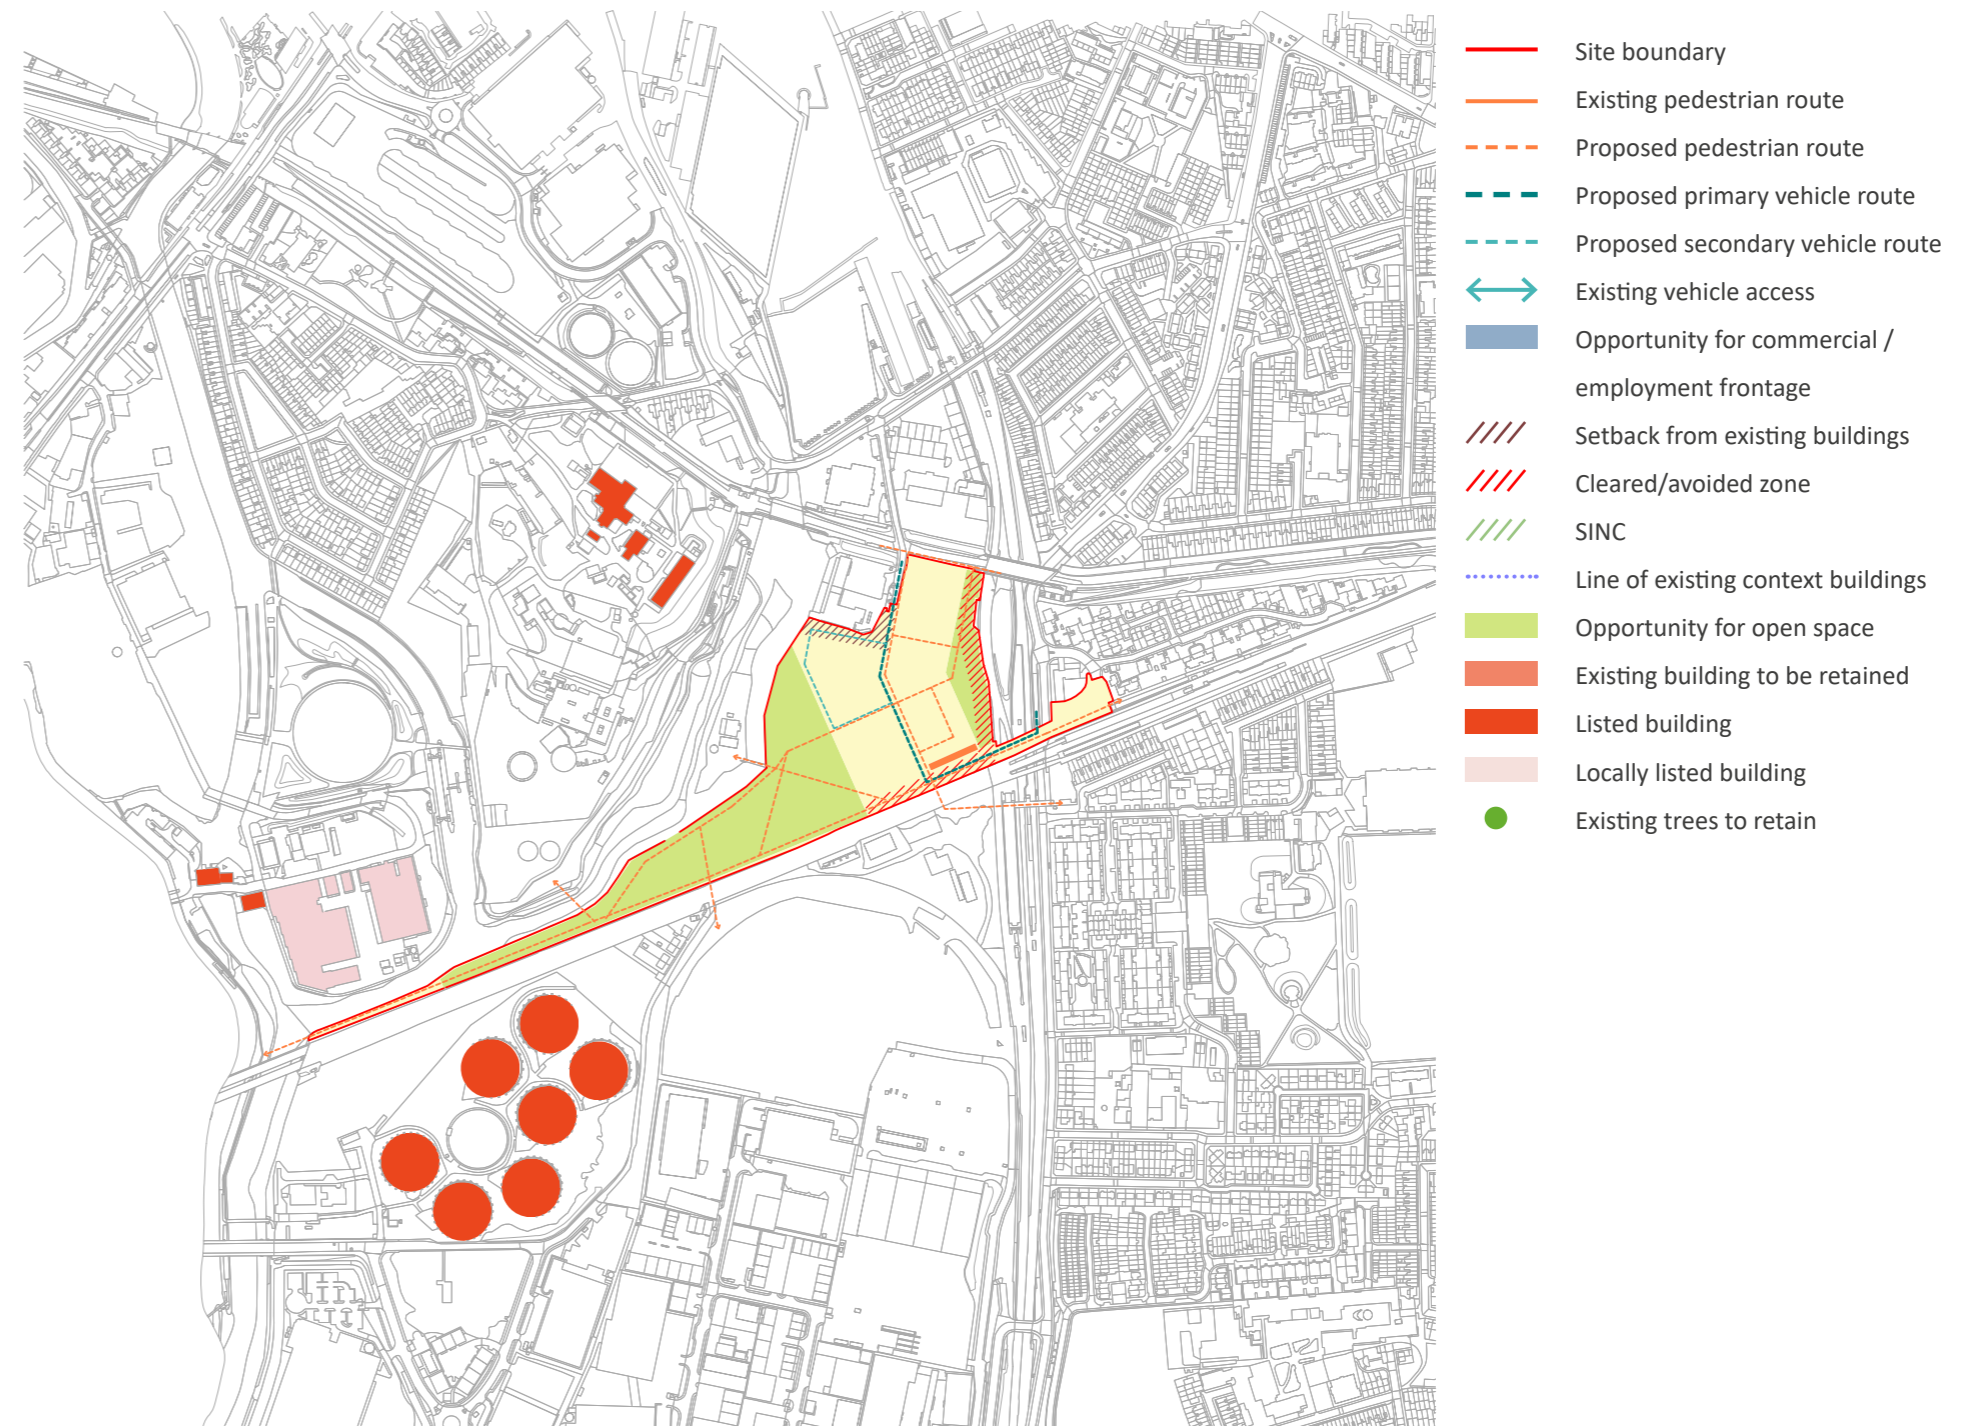 Site boundary
Existing pedestrian route
Proposed pedestrian route
Proposed primary vehicle route
Proposed secondary vehicle route
Existing vehicle access
Opportunity for commercial /
employment frontage
Setback from existing buildings
Cleared/avoided zone
SINC
Line of existing context buildings
Opportunity for open space
Existing building to be retained
Listed building
Locally listed building
Existing trees to retain